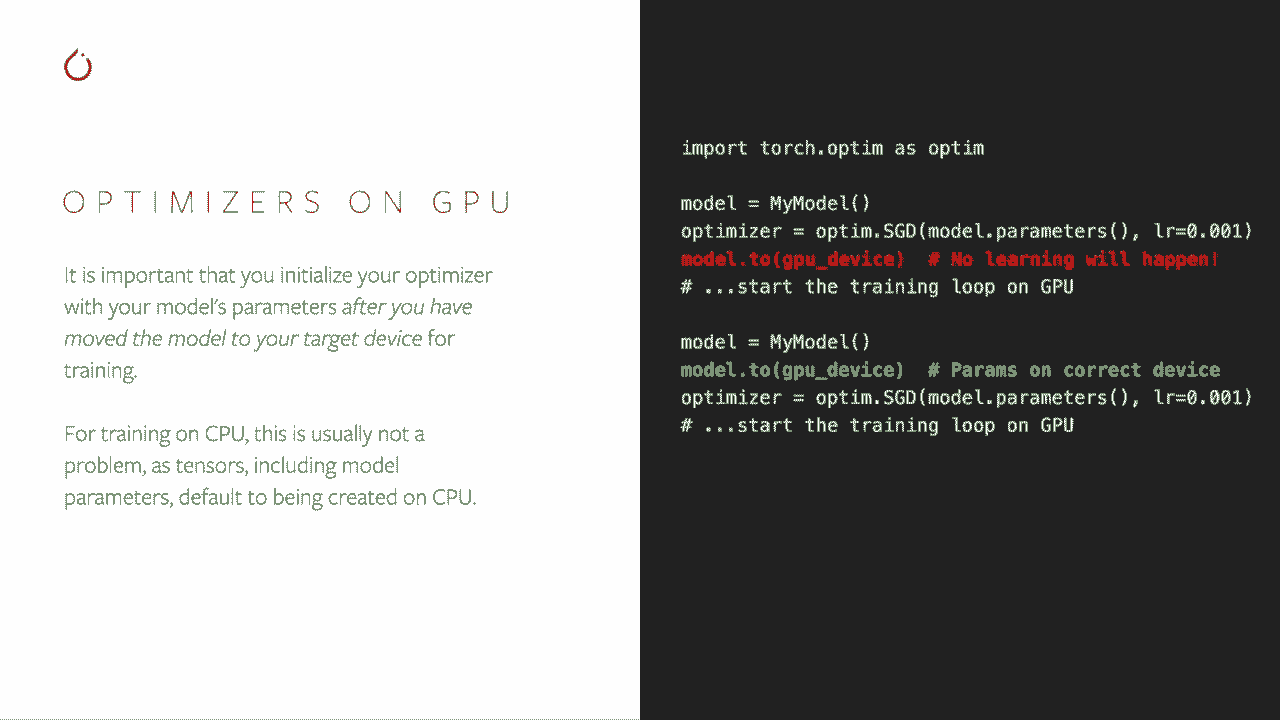 OPTIMIZERS ON GPU
It is important that you initialize your optimizer
with your model's parameters after you have
moved the model to your target device for
training.
For training on CPU, this is usually not a
problem, as tensors, including model
parameters, default to being created on CPU.
import torch.optim as optim
model = MyModel()
optimizer = optim.SGD(model.parameters(), lr=0.001)
model.to(gpu_device)  # No learning will happen!
# ...start the training loop on GPU
model = MyModel()
model.to(gpu_device)  # Params on correct device
optimizer = optim.SGD(model.parameters(), lr=0.001)
# ...start the training loop on GPU